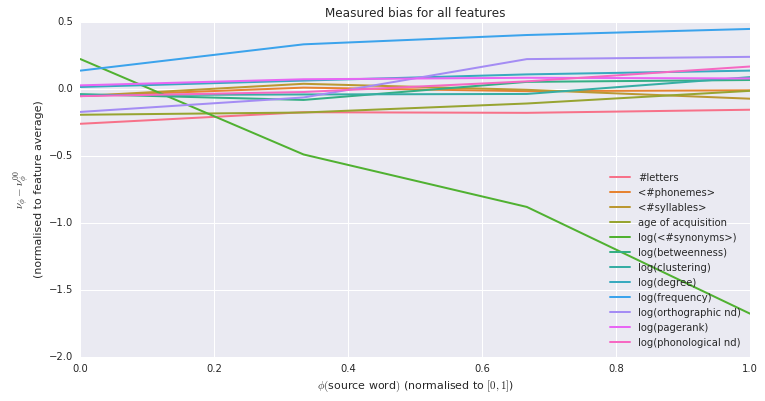 Measured bias for all features
0.5
0.0
−0.5
−1.0
−1.5
−2.0
ν_ϕ − ν_ϕ^00
(normalised to feature average)
#letters
<#phonemes>
<#syllables>
age of acquisition
log(<#synonyms>)
log(betweenness)
log(clustering)
log(degree)
log(frequency)
log(orthographic nd)
log(pagerank)
log(phonological nd)
0.0 0.2 0.4 0.6 0.8 1.0
ϕ(source word) (normalised to [0, 1])